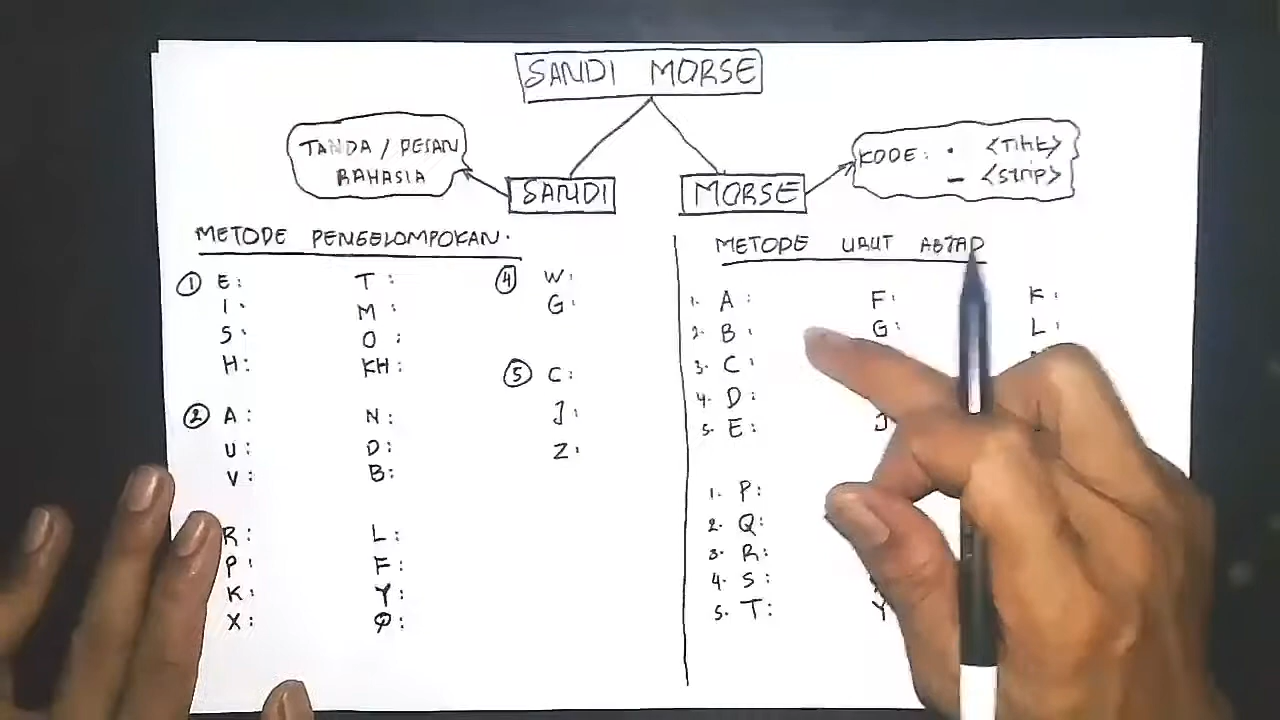 SANDI MORSE
TANDA / PESAN
RAHASIA
SANDI
MORSE
KODE: • <Titik>
– <Strip>
METODE PENGELOMPOKAN.
① E: T:
I: M:
S: O:
H: KH:
② A: N:
U: D:
V: B:
R: L:
P: F:
K: Y:
X: Q:
④ W:
G:
⑤ C:
J:
Z:
METODE URUT ABJAD
1. A: F: K:
2. B: G: L:
3. C:
4. D:
5. E: J
1. P:
2. Q:
3. R:
4. S:
5. T: Y